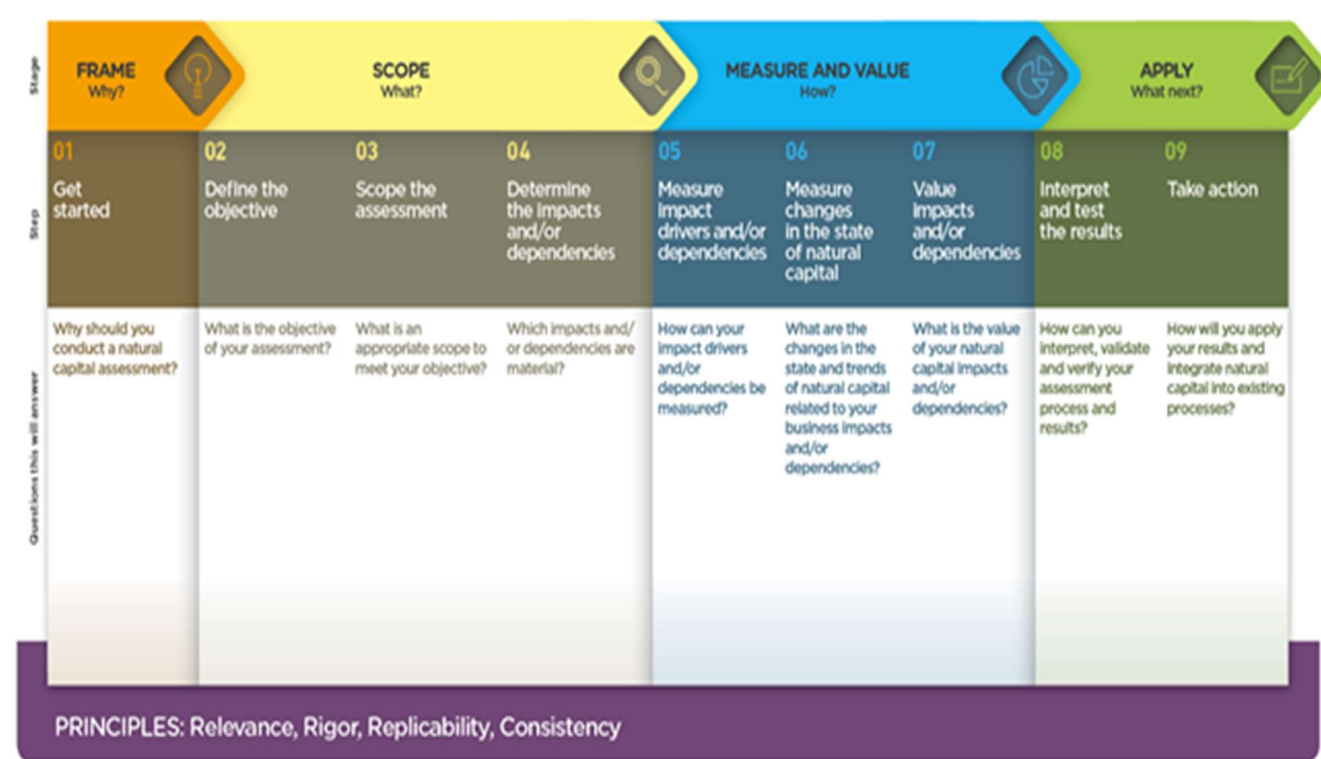 Stage
FRAME
Why?
SCOPE
What?
MEASURE AND VALUE
How?
APPLY
What next?
Step
01
Get
started
02
Define the
objective
03
Scope the
assessment
04
Determine
the impacts
and/or
dependencies
05
Measure
impact
drivers and/or
dependencies
06
Measure
changes
in the state
of natural
capital
07
Value
impacts
and/or
dependencies
08
Interpret
and test
the results
09
Take action
Questions this will answer
Why should you
conduct a natural
capital assessment?
What is the objective
of your assessment?
What is an
appropriate scope to
meet your objective?
Which impacts and/
or dependencies are
material?
How can your
impact drivers
and/or
dependencies be
measured?
What are the
changes in the
state and trends
of natural capital
related to your
business impacts
and/or
dependencies?
What is the value
of your natural
capital impacts
and/or
dependencies?
How can you
interpret, validate
and verify your
assessment
process and
results?
How will you apply
your results and
integrate natural
capital into existing
processes?
PRINCIPLES: Relevance, Rigor, Replicability, Consistency